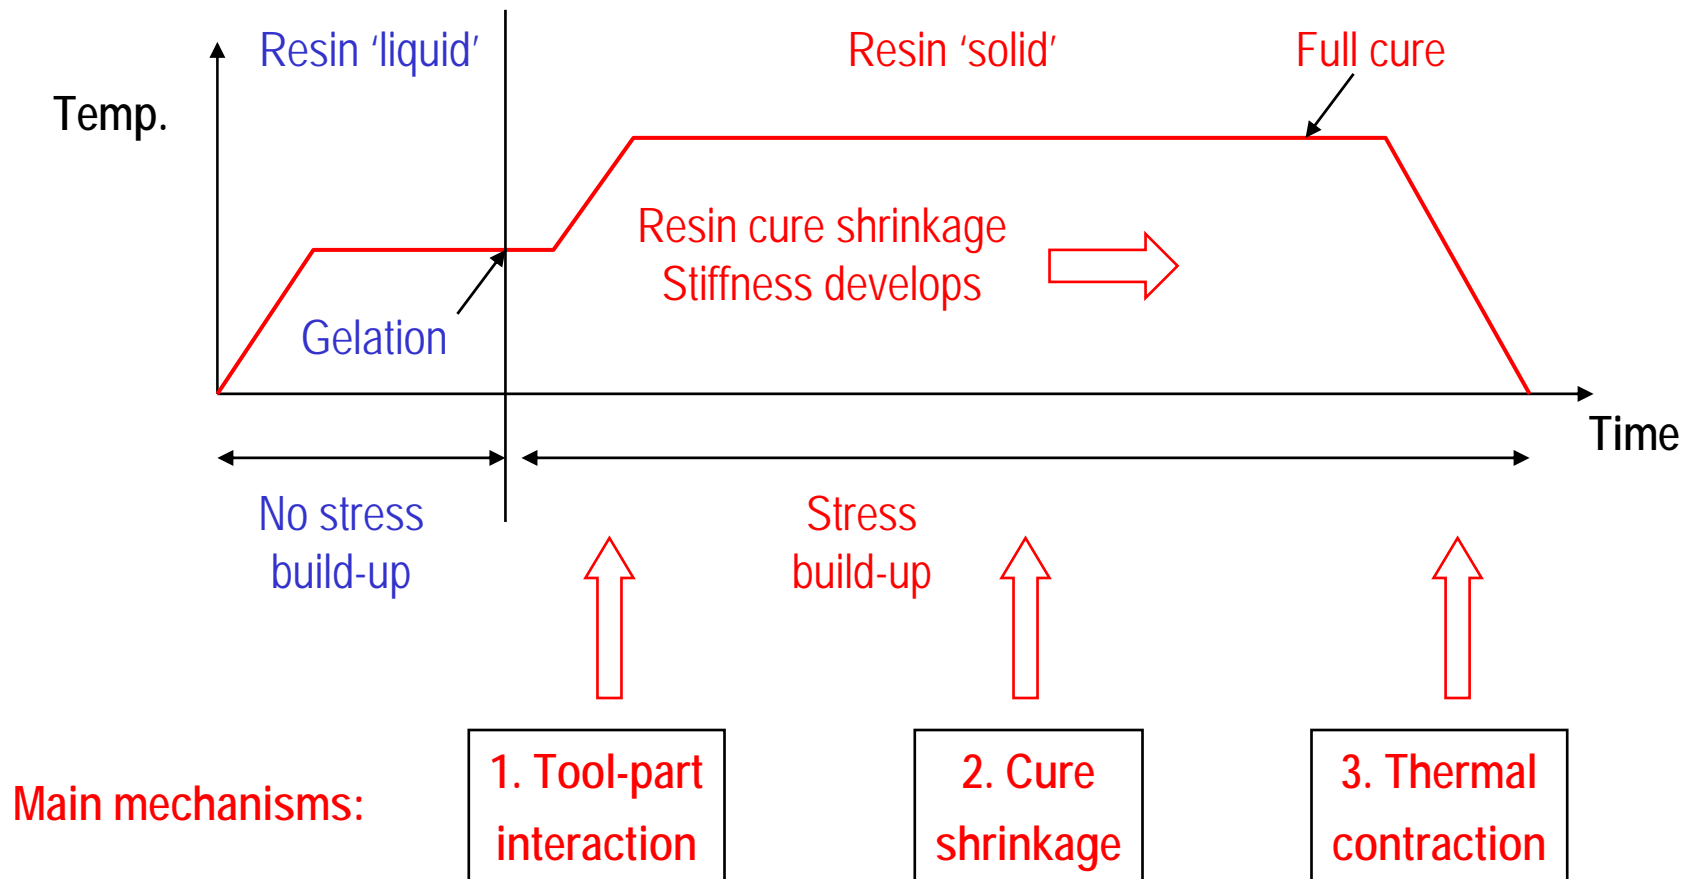 Resin ‘liquid’
Resin ‘solid’
Full cure
Temp.
Resin cure shrinkage
Stiffness develops
Gelation
Time
No stress
build-up
Stress
build-up
Main mechanisms:
1. Tool-part
interaction
2. Cure
shrinkage
3. Thermal
contraction